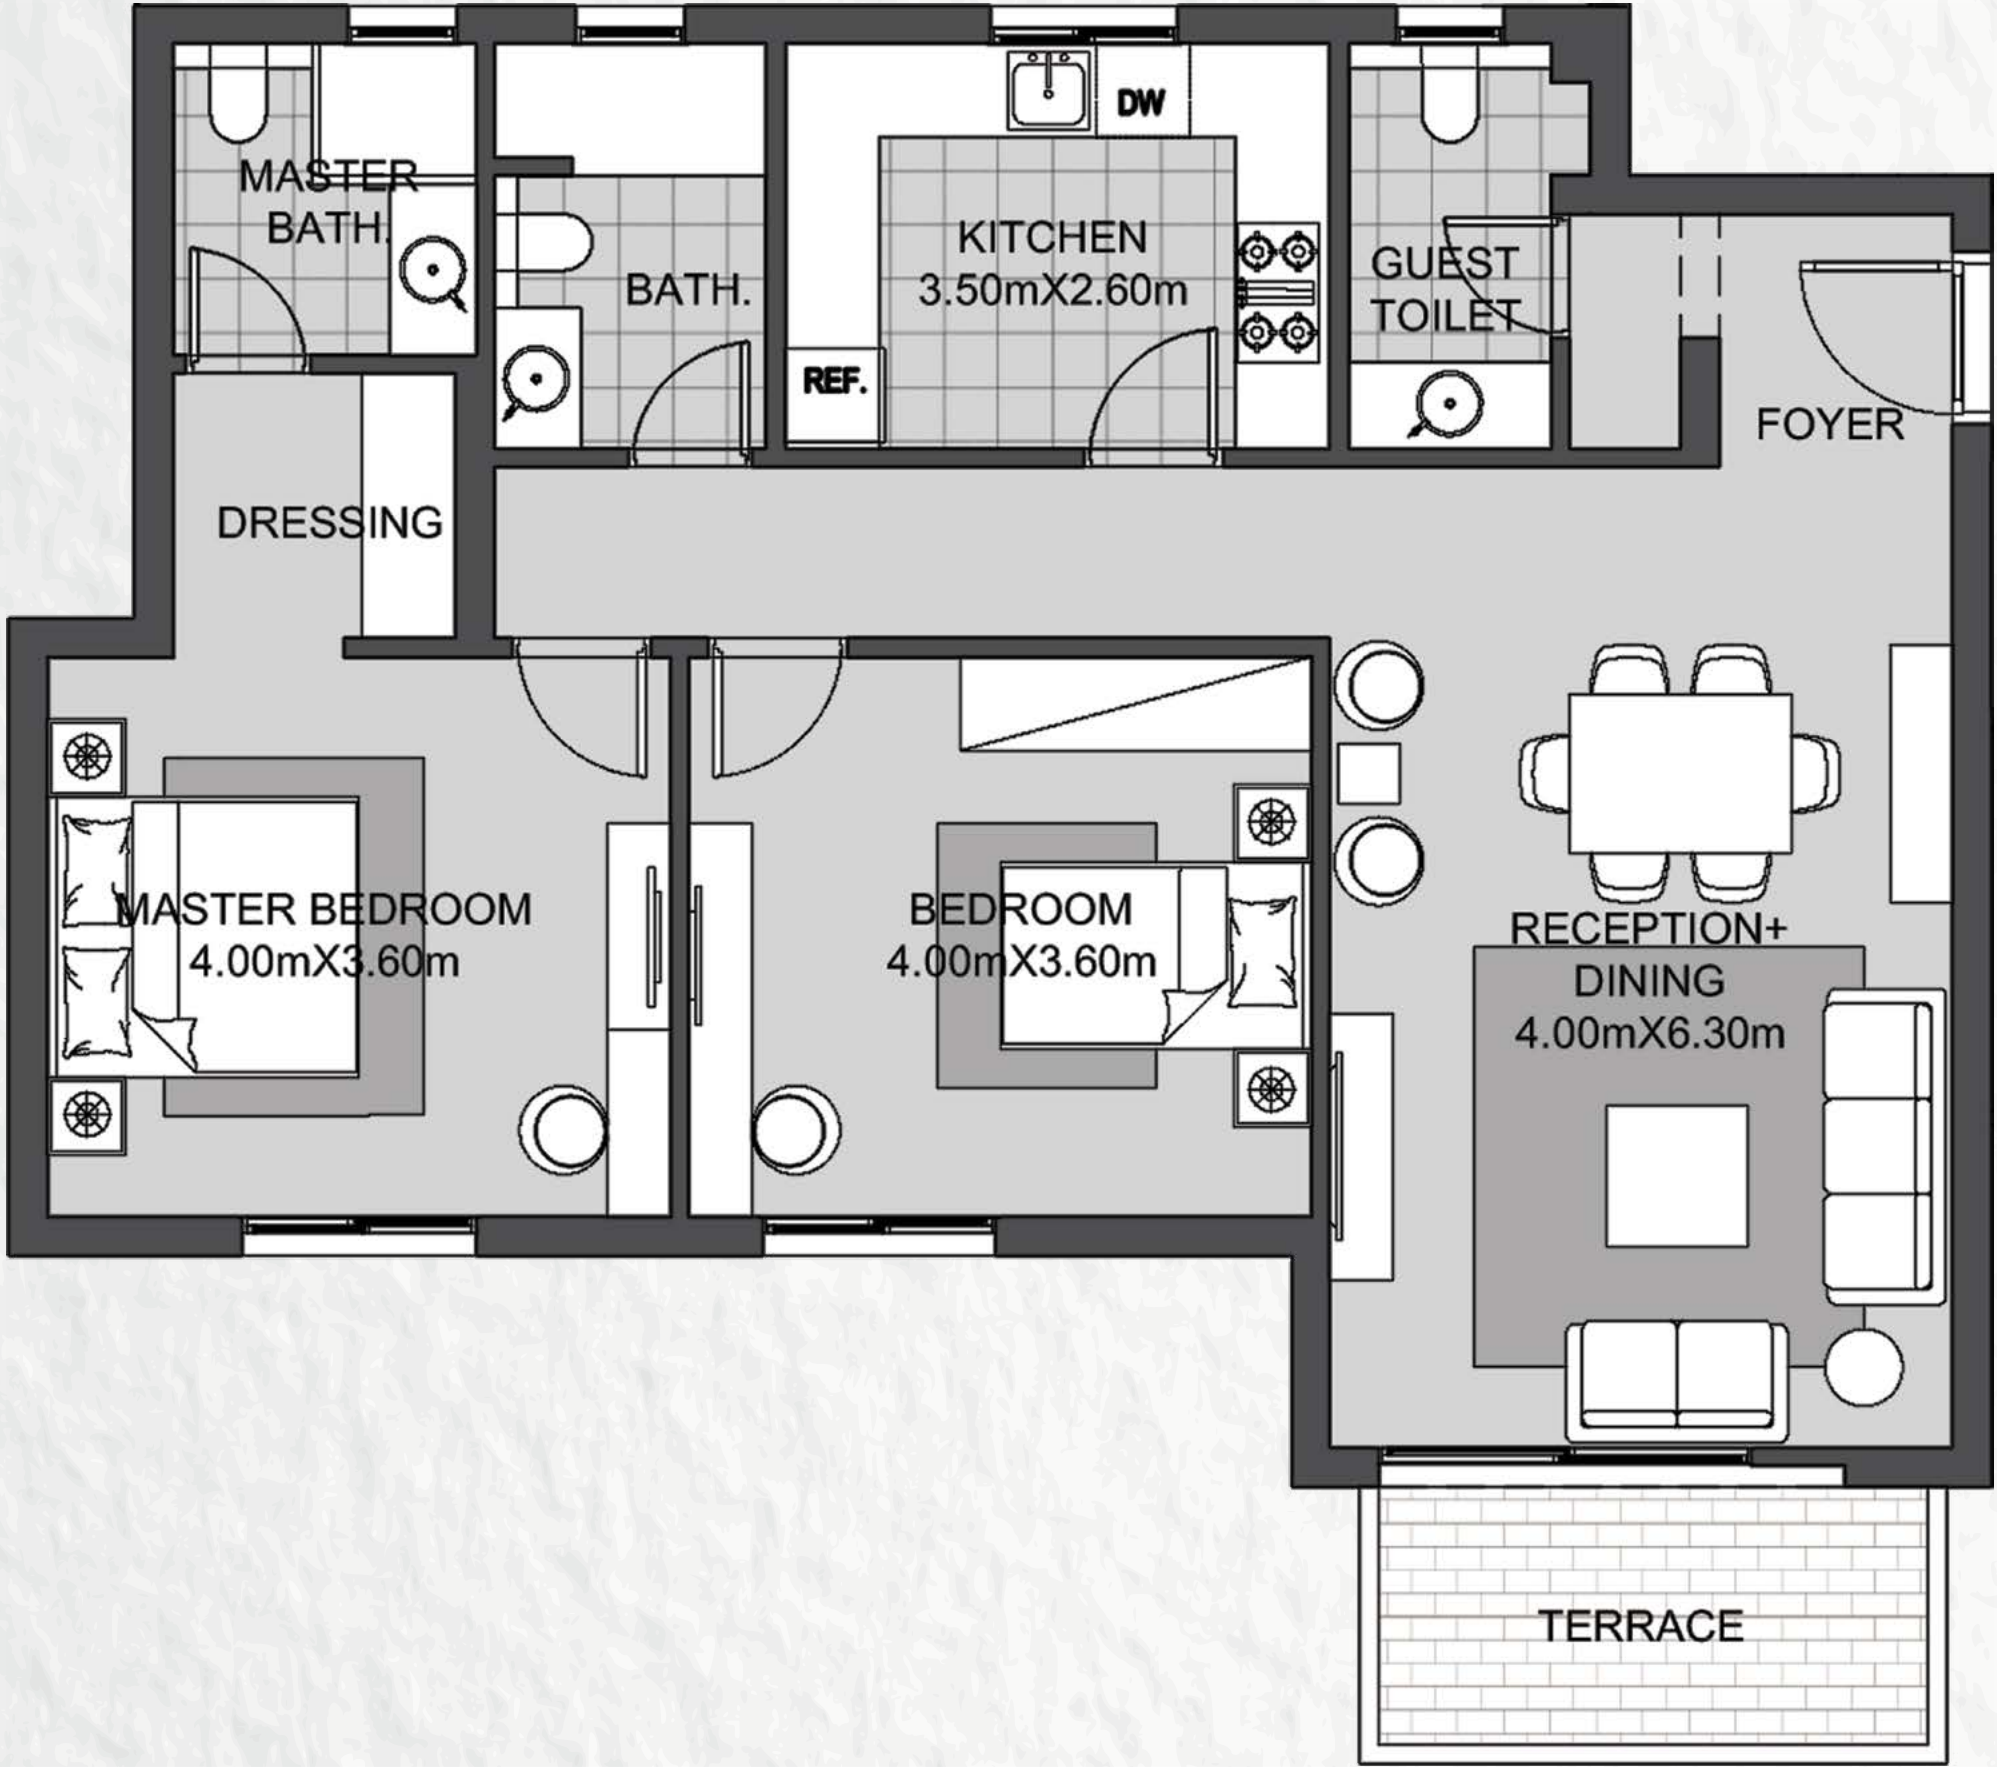 DW
MASTER
BATH.
KITCHEN
3.50mX2.60m
GUEST
TOILET
BATH.
REF.
FOYER
DRESSING
MASTER BEDROOM
4.00mX3.60m
BEDROOM
4.00mX3.60m
RECEPTION+
DINING
4.00mX6.30m
TERRACE